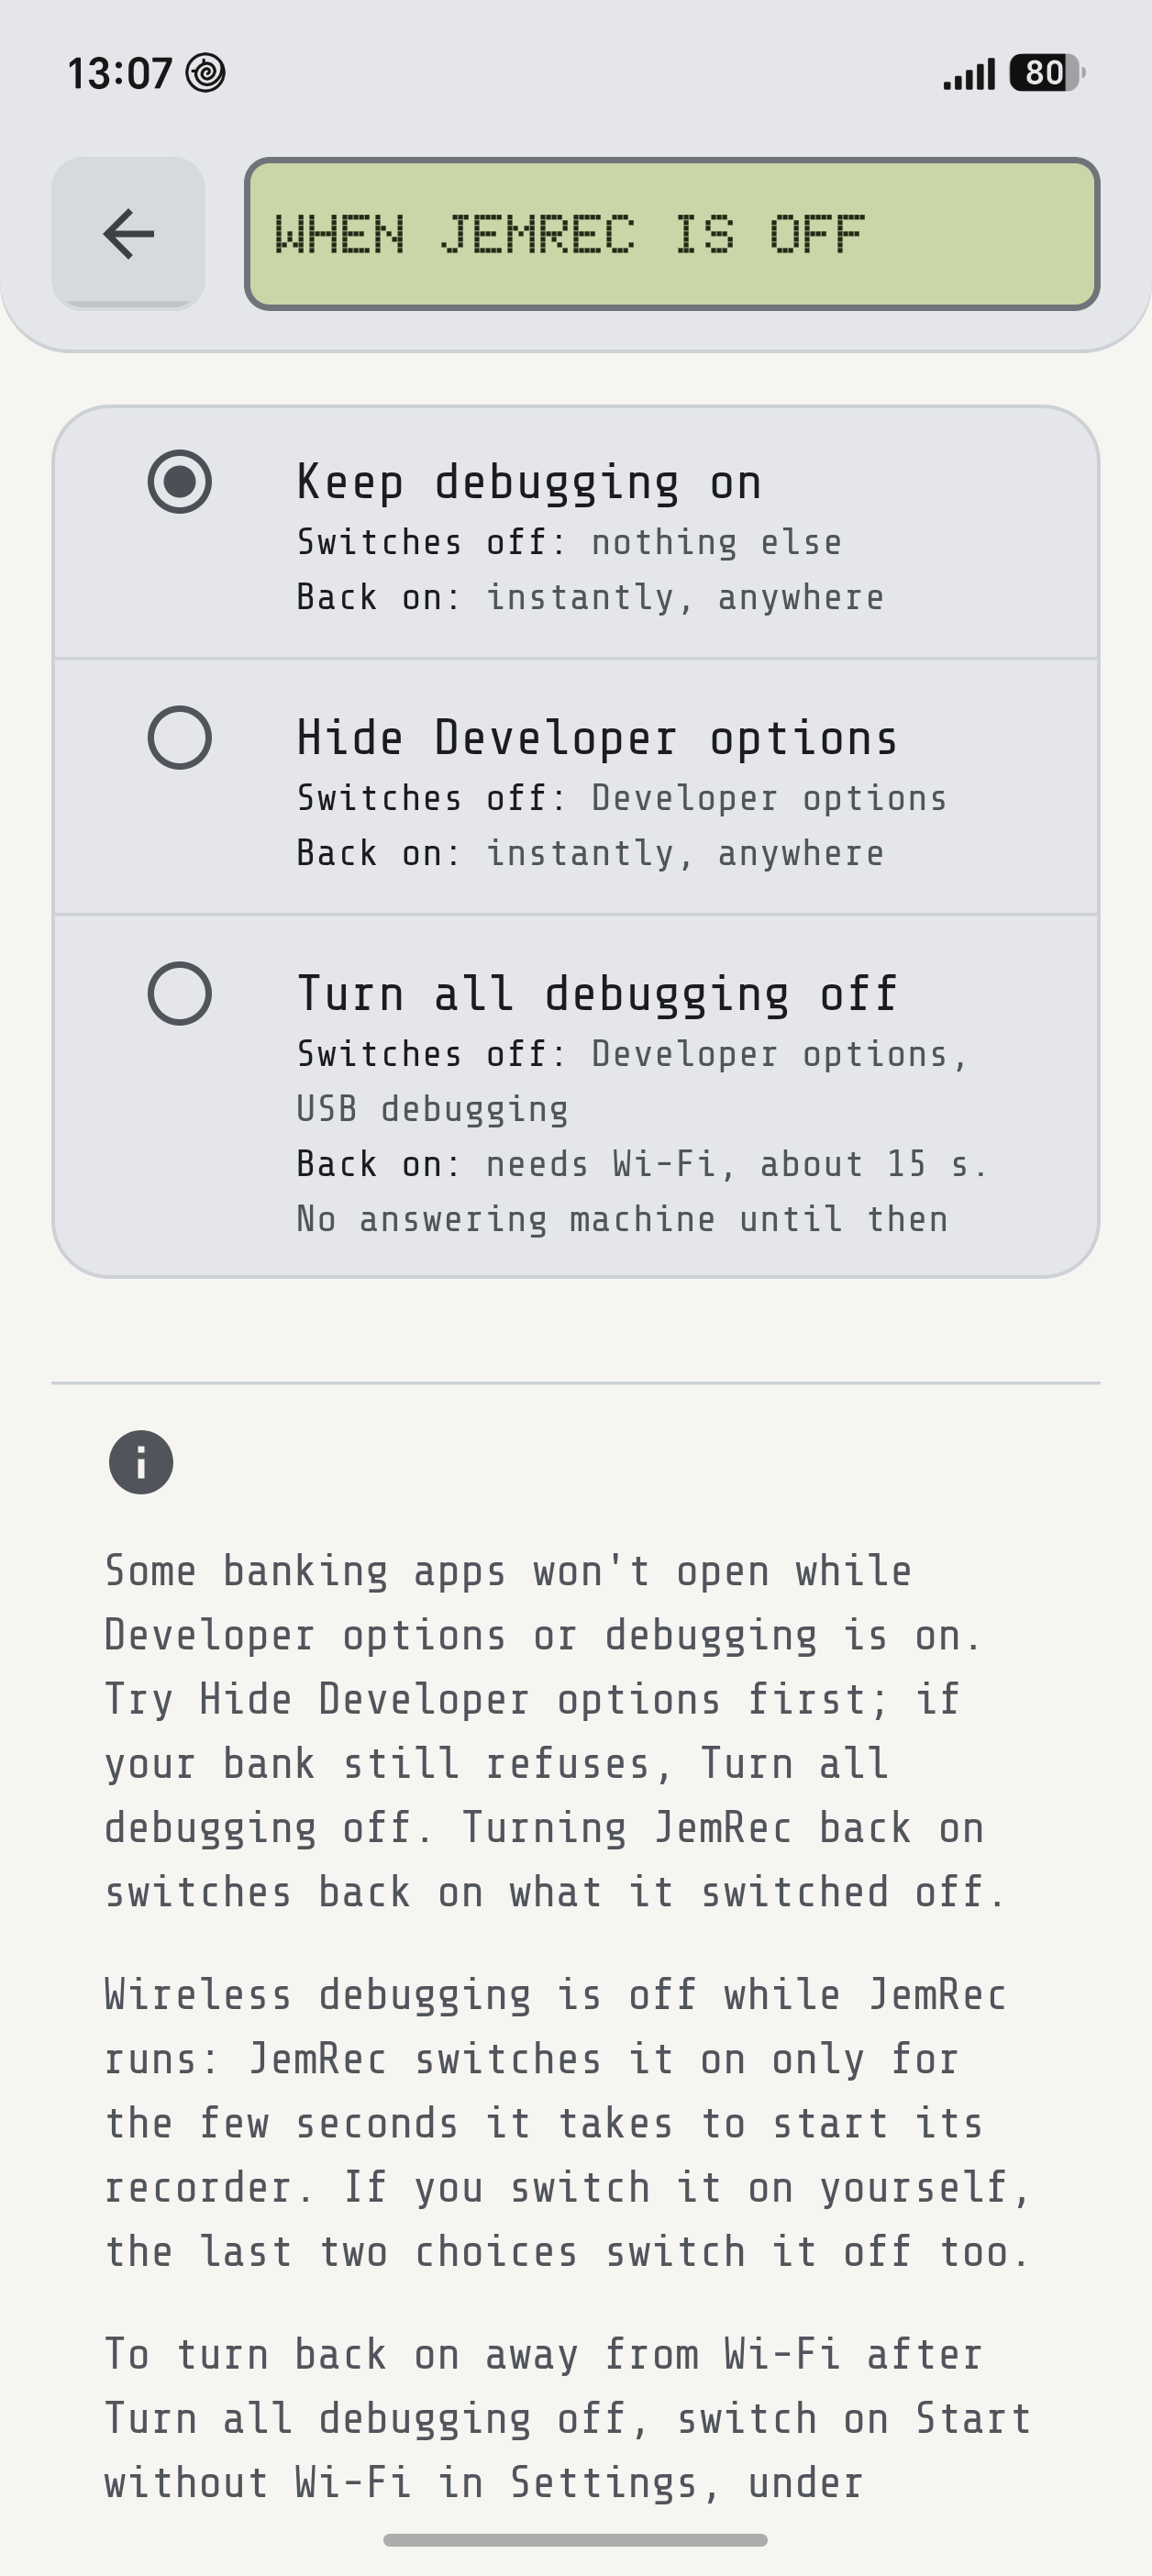 13:07
80
WHEN JEMREC IS OFF
Keep debugging on
Switches off: nothing else
Back on: instantly, anywhere
Hide Developer options
Switches off: Developer options
Back on: instantly, anywhere
Turn all debugging off
Switches off: Developer options,
USB debugging
Back on: needs Wi-Fi, about 15 s.
No answering machine until then
Some banking apps won't open while
Developer options or debugging is on.
Try Hide Developer options first; if
your bank still refuses, Turn all
debugging off. Turning JemRec back on
switches back on what it switched off.
Wireless debugging is off while JemRec
runs: JemRec switches it on only for
the few seconds it takes to start its
recorder. If you switch it on yourself,
the last two choices switch it off too.
To turn back on away from Wi-Fi after
Turn all debugging off, switch on Start
without Wi-Fi in Settings, under